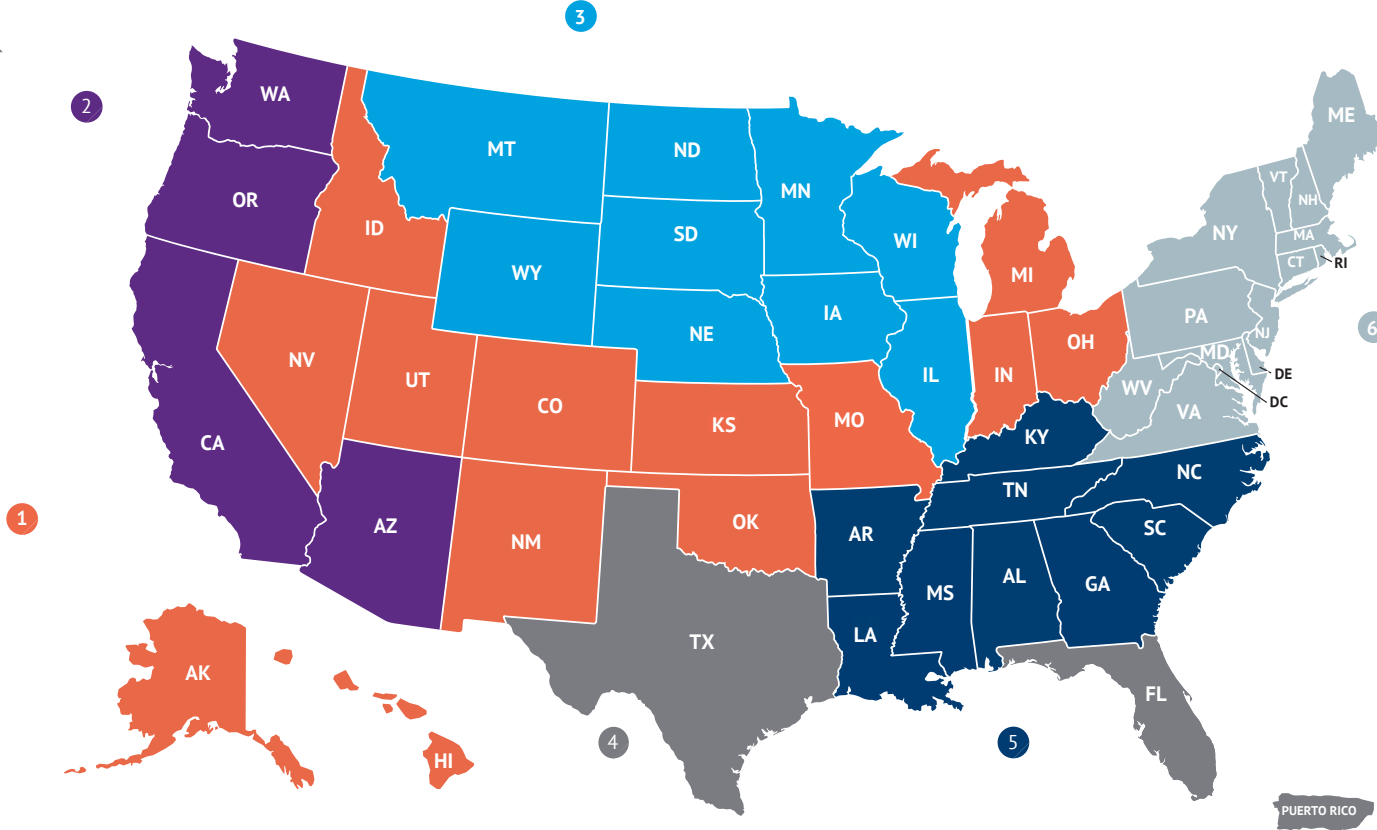 3
2
WA
ME
MT
ND
VT
MN
OR
NH
ID
SD
NY
MA
WI
CT
RI
WY
MI
IA
PA
6
NE
NJ
OH
MD
NV
UT
IL
IN
DE
WV
CO
DC
VA
KS
MO
CA
KY
NC
TN
1
AZ
OK
SC
NM
AR
AL
GA
MS
LA
TX
AK
FL
4
5
HI
PUERTO RICO